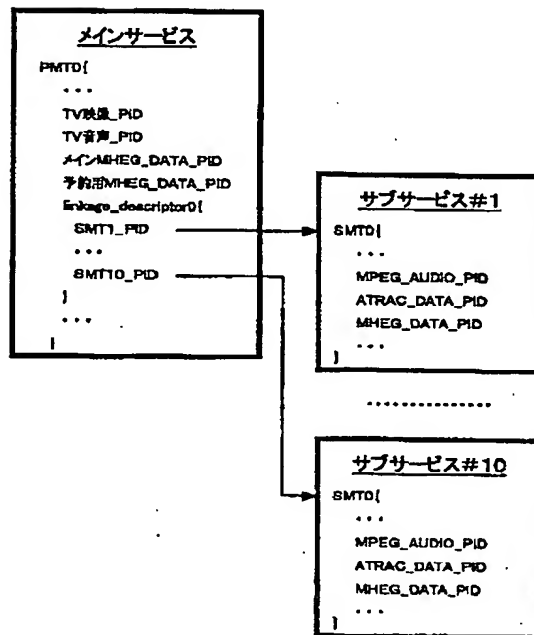 メインサービス
PMT0{
・・・
TV映像_PID
TV音声_PID
メインMHEG_DATA_PID
予約用MHEG_DATA_PID
linkage_descriptor0{
SMT1_PID
・・・
SMT10_PID
}
・・・
}
サブサービス#1
SMT0{
・・・
MPEG_AUDIO_PID
ATRAC_DATA_PID
MHEG_DATA_PID
・・・
}
・・・・・・・・・・・・・・
サブサービス#10
SMT0{
・・・
MPEG_AUDIO_PID
ATRAC_DATA_PID
MHEG_DATA_PID
・・・
}